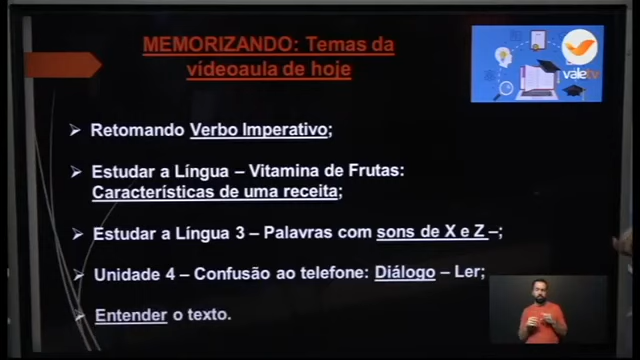 MEMORIZANDO: Temas da
vídeoaula de hoje
valetv
Retomando Verbo Imperativo;
Estudar a Língua – Vitamina de Frutas:
Características de uma receita;
Estudar a Língua 3 – Palavras com sons de X e Z –;
Unidade 4 – Confusão ao telefone: Diálogo – Ler;
Entender o texto.